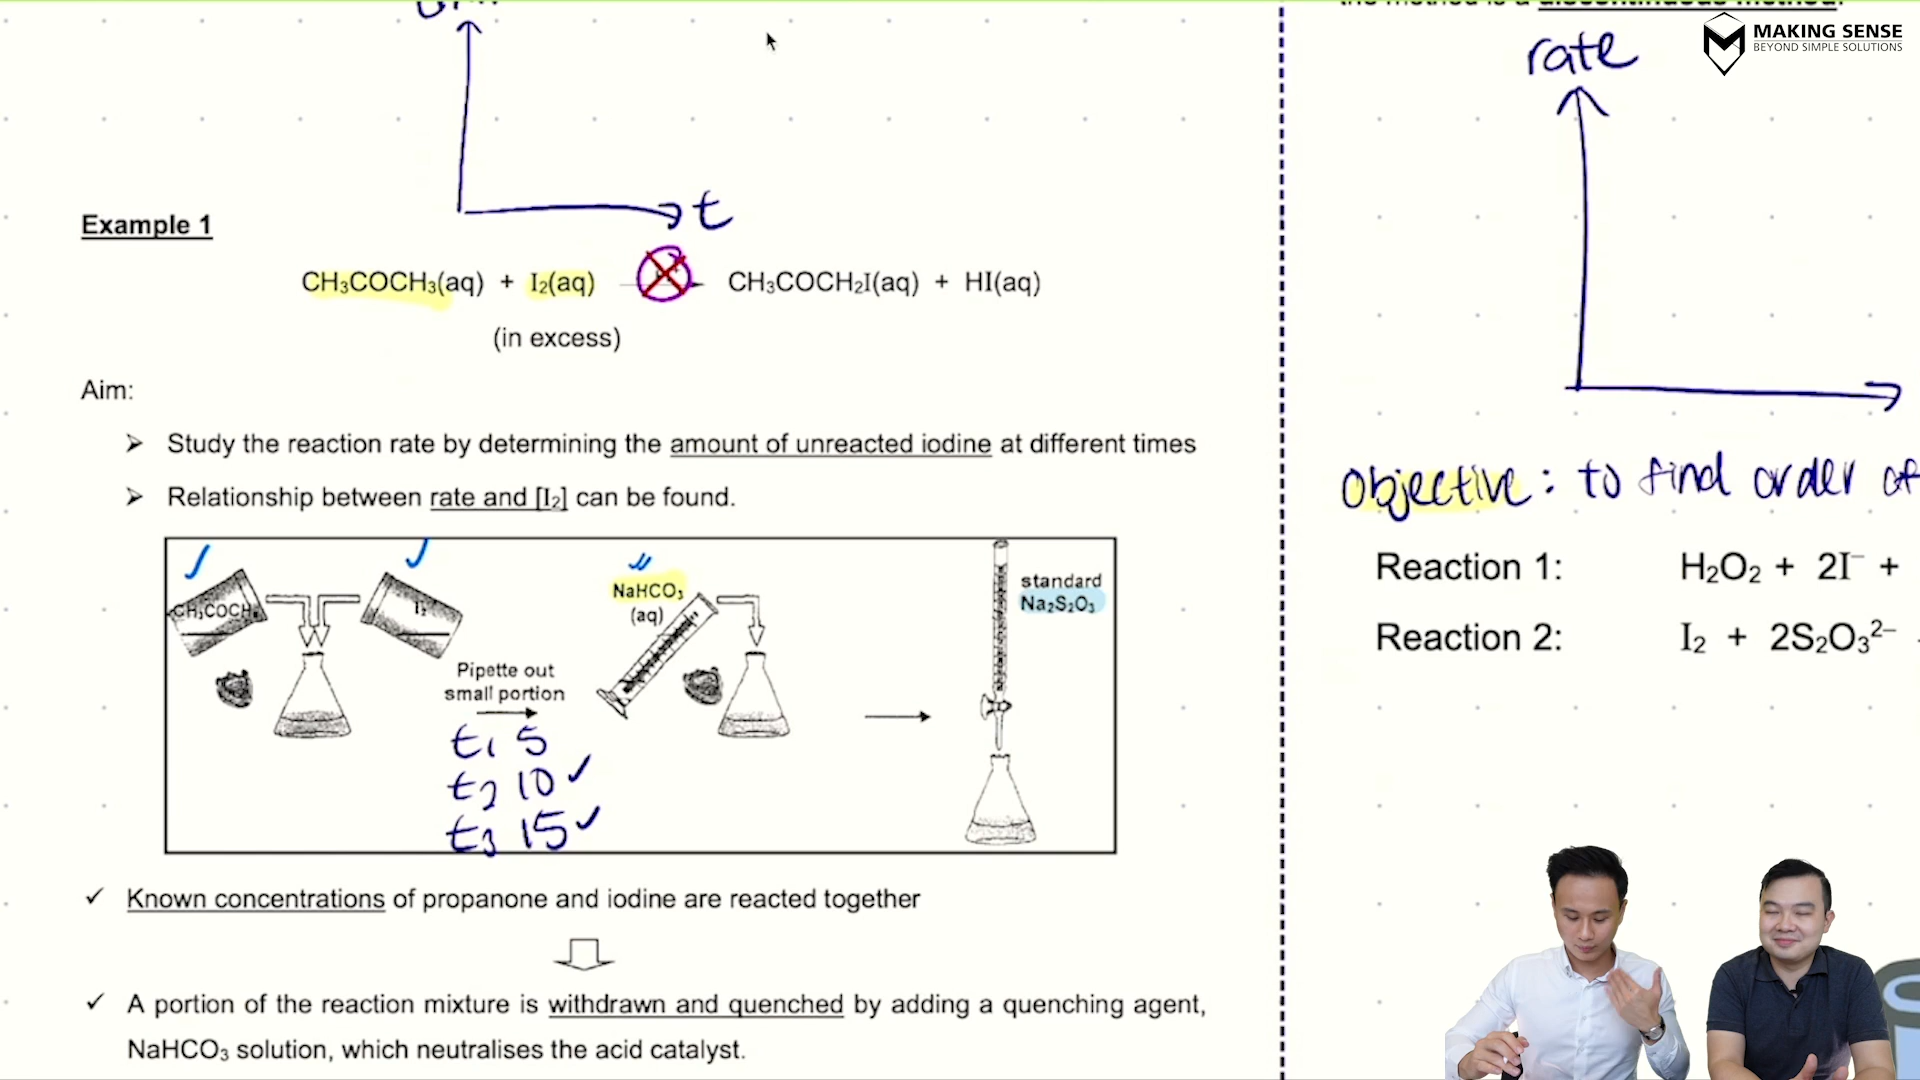 MAKING SENSE
BEYOND SIMPLE SOLUTIONS
t
Example 1
CH₃COCH₃(aq) + I₂(aq) CH₃COCH₂I(aq) + HI(aq)
(in excess)
Aim:
➢ Study the reaction rate by determining the amount of unreacted iodine at different times
➢ Relationship between rate and [I₂] can be found.
CH₃COCH₃
I₂
Pipette out
small portion
t₁ 5
t₂ 10 ✓
t₃ 15 ✓
NaHCO₃
(aq)
standard
Na₂S₂O₃
✓ Known concentrations of propanone and iodine are reacted together
✓ A portion of the reaction mixture is withdrawn and quenched by adding a quenching agent,
NaHCO₃ solution, which neutralises the acid catalyst.
the method is a discontinuous method.
rate
Objective : to find order of
Reaction 1: H₂O₂ + 2I⁻ +
Reaction 2: I₂ + 2S₂O₃²⁻